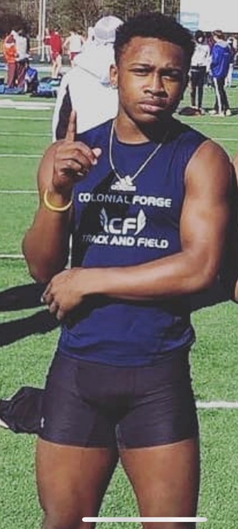 COLONIAL FORGE
CF
TRACK AND FIELD